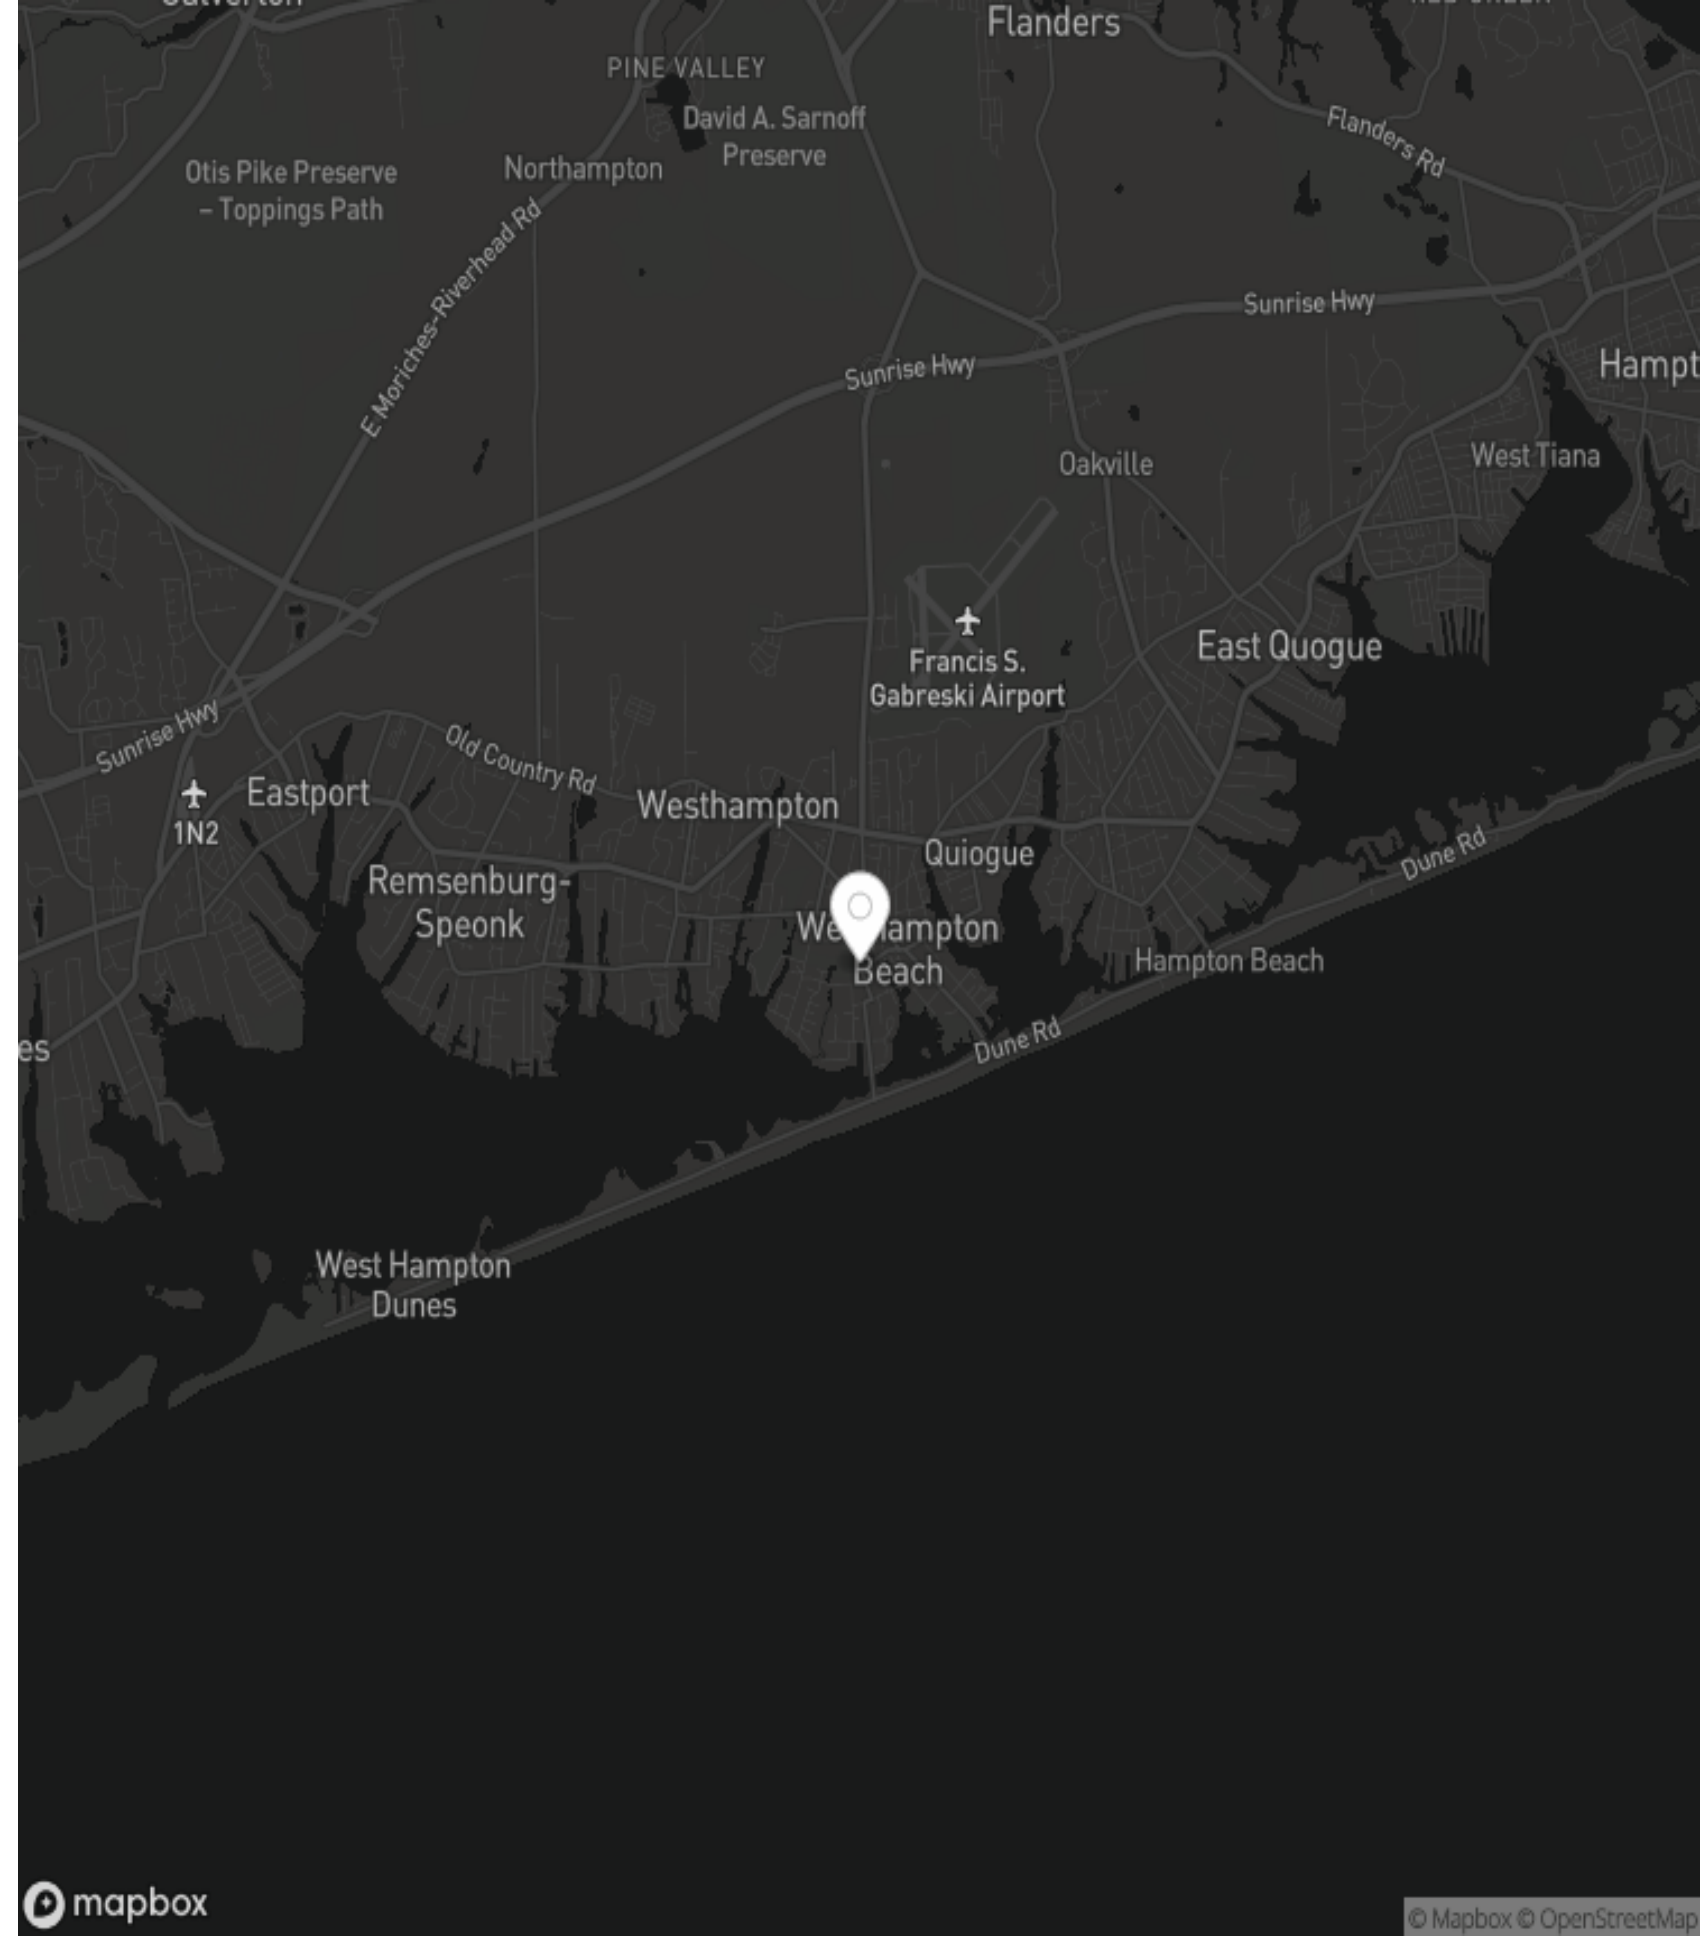 Flanders
PINE VALLEY
David A. Sarnoff
Preserve
Flanders Rd
Otis Pike Preserve
– Toppings Path
Northampton
E Moriches-Riverhead Rd
Sunrise Hwy
Sunrise Hwy
Hampt
Oakville
West Tiana
Francis S.
Gabreski Airport
East Quogue
Sunrise Hwy
Old Country Rd
Eastport
1N2
Westhampton
Quiogue
Dune Rd
Remsenburg-
Speonk
We ampton
Beach
Hampton Beach
Dune Rd
es
West Hampton
Dunes
mapbox
© Mapbox © OpenStreetMap